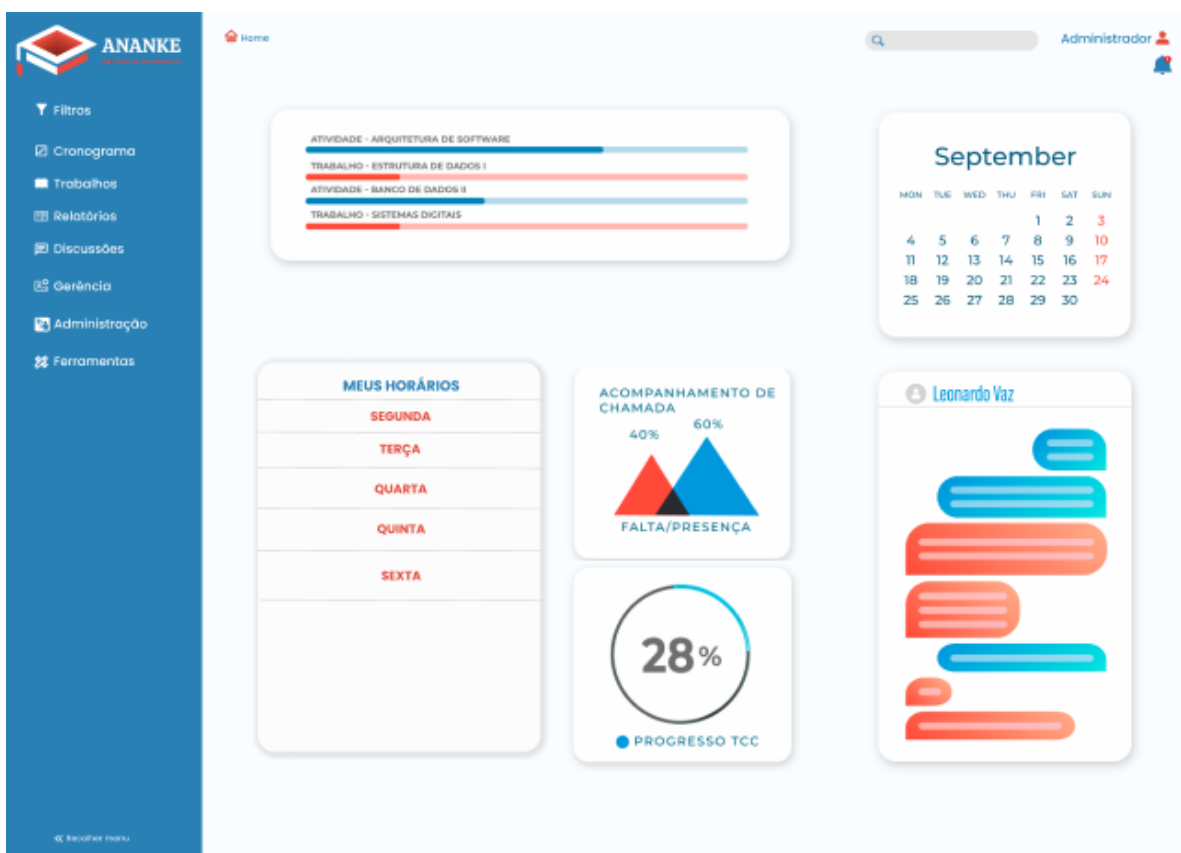 ANANKE
Filtros
Cronograma
Trabalhos
Relatórios
Discussões
Gerência
Administração
Ferramentas
Recolher menu
Home
Administrador
ATIVIDADE - ARQUITETURA DE SOFTWARE
TRABALHO - ESTRUTURA DE DADOS I
ATIVIDADE - BANCO DE DADOS II
TRABALHO - SISTEMAS DIGITAIS
September
MON TUE WED THU FRI SAT SUN
1 2 3
4 5 6 7 8 9 10
11 12 13 14 15 16 17
18 19 20 21 22 23 24
25 26 27 28 29 30
MEUS HORÁRIOS
SEGUNDA
TERÇA
QUARTA
QUINTA
SEXTA
ACOMPANHAMENTO DE
CHAMADA
40% 60%
FALTA/PRESENÇA
28%
PROGRESSO TCC
Leonardo Vaz